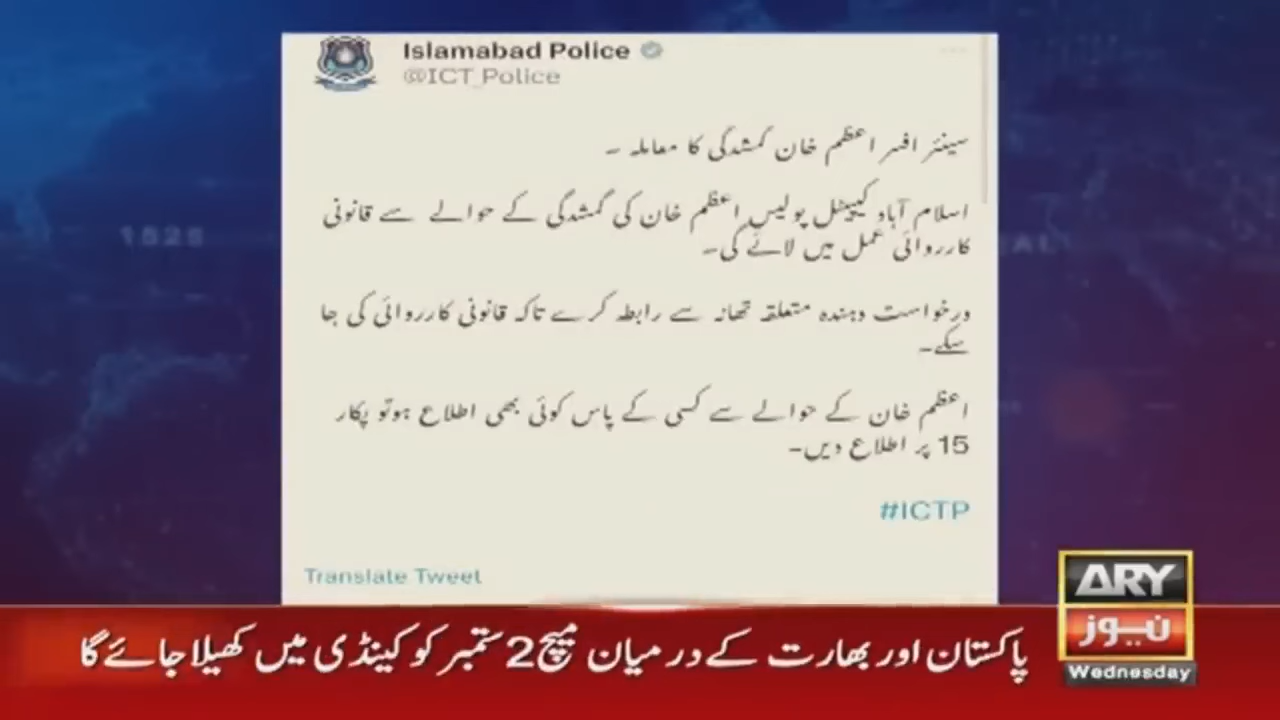 Islamabad Police
@ICT_Police
سینئر افسر اعظم خان گمشدگی کا معاملہ ۔
اسلام آباد کیپیٹل پولیس اعظم خان کی گمشدگی کے حوالے سے قانونی
کارروائی عمل میں لائے گی۔
درخواست دہندہ متعلقہ تھانہ سے رابطہ کرے تاکہ قانونی کارروائی کی جا
سکے۔
اعظم خان کے حوالے سے کسی کے پاس کوئی بھی اطلاع ہوتو پکار
15 پر اطلاع دیں۔
#ICTP
Translate Tweet
ARY
نیوز
Wednesday
پاکستان اور بھارت کے درمیان میچ 2 ستمبر کو کینڈی میں کھیلا جائے گا